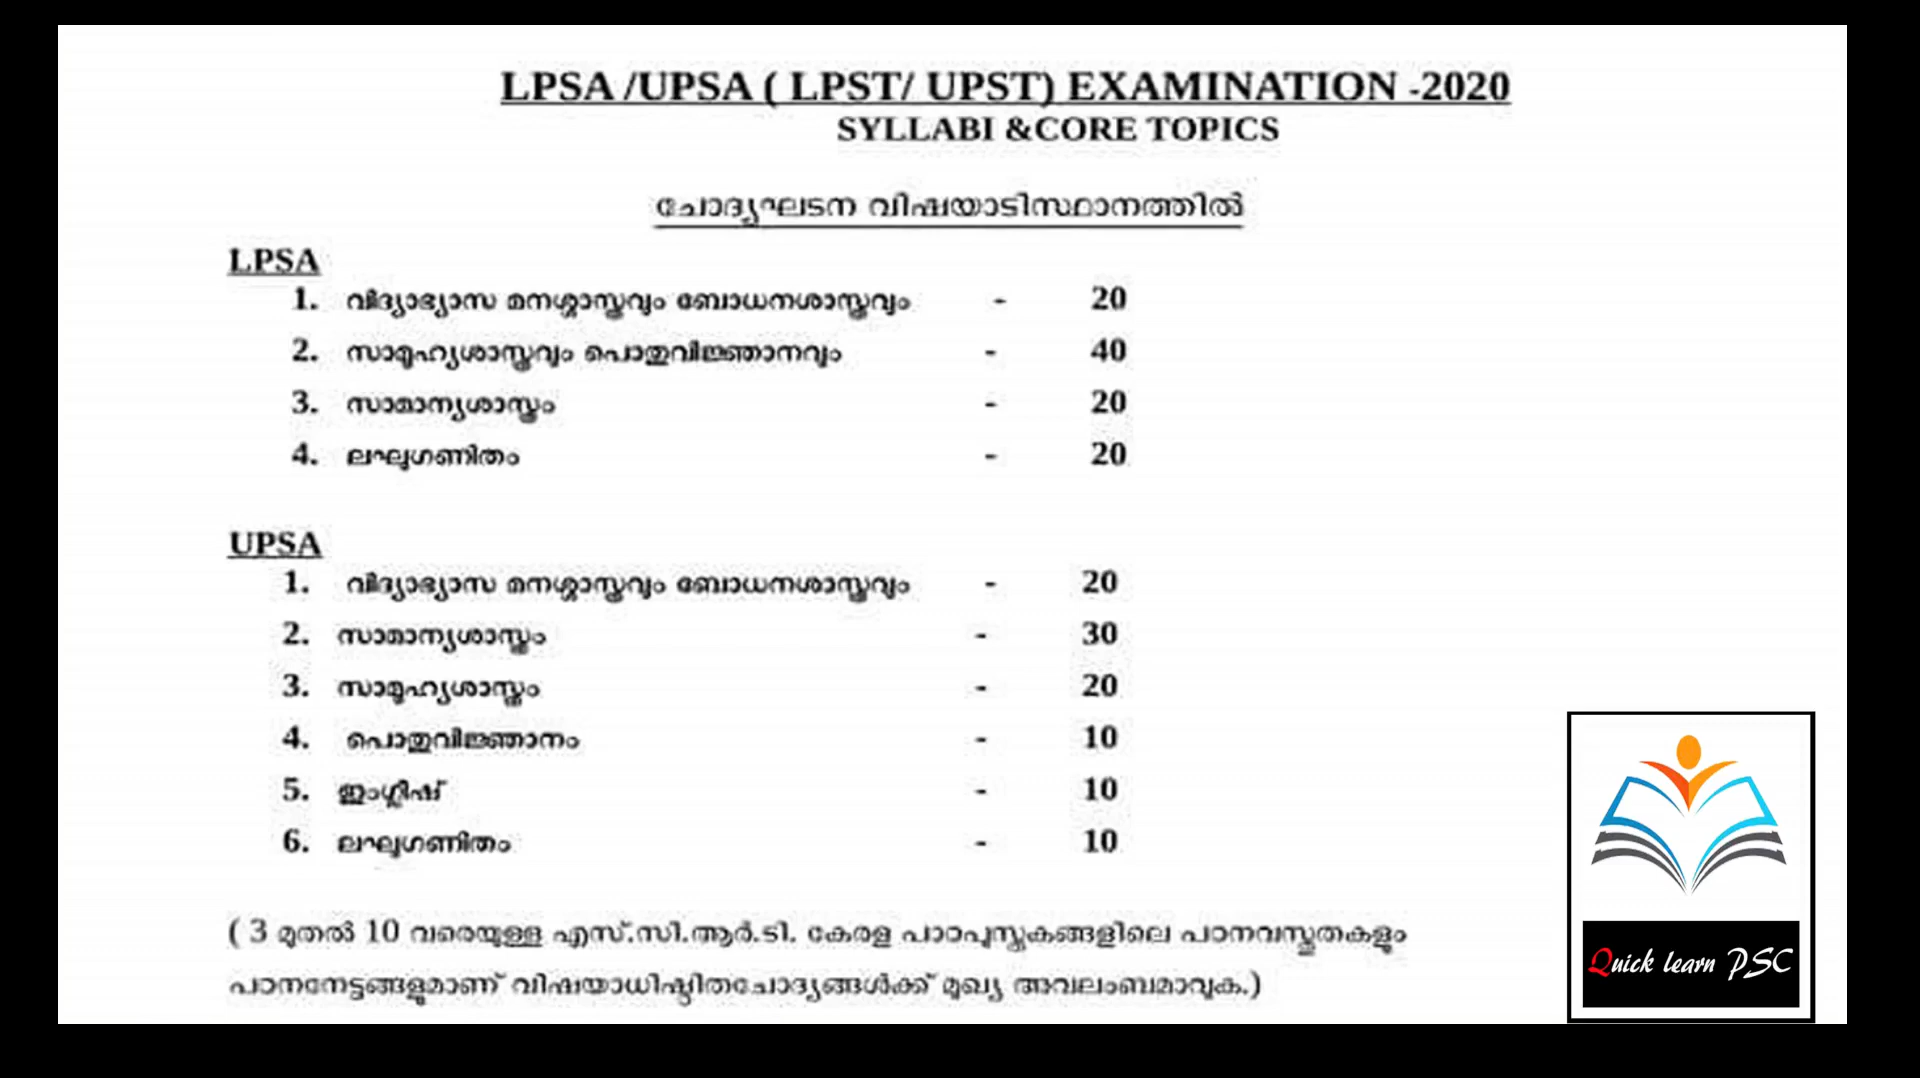 LPSA /UPSA ( LPST/ UPST) EXAMINATION -2020
SYLLABI &CORE TOPICS
ചോദ്യഘടന വിഷയാടിസ്ഥാനത്തിൽ
LPSA
1. വിദ്യാഭ്യാസ മനശ്ശാസ്ത്രവും ബോധനശാസ്ത്രവും - 20
2. സാമൂഹ്യശാസ്ത്രവും പൊതുവിജ്ഞാനവും - 40
3. സാമാന്യശാസ്ത്രം - 20
4. ലഘുഗണിതം - 20
UPSA
1. വിദ്യാഭ്യാസ മനശ്ശാസ്ത്രവും ബോധനശാസ്ത്രവും - 20
2. സാമാന്യശാസ്ത്രം - 30
3. സാമൂഹ്യശാസ്ത്രം - 20
4. പൊതുവിജ്ഞാനം - 10
5. ഇംഗ്ലീഷ് - 10
6. ലഘുഗണിതം - 10
( 3 മുതൽ 10 വരെയുള്ള എസ്.സി.ആർ.ടി. കേരള പാഠപുസ്തകങ്ങളിലെ പഠനവസ്തുതകളും
പഠനനേട്ടങ്ങളുമാണ് വിഷയാധിഷ്ഠിതചോദ്യങ്ങൾക്ക് മുഖ്യ അവലംബമാവുക.)
Quick learn PSC